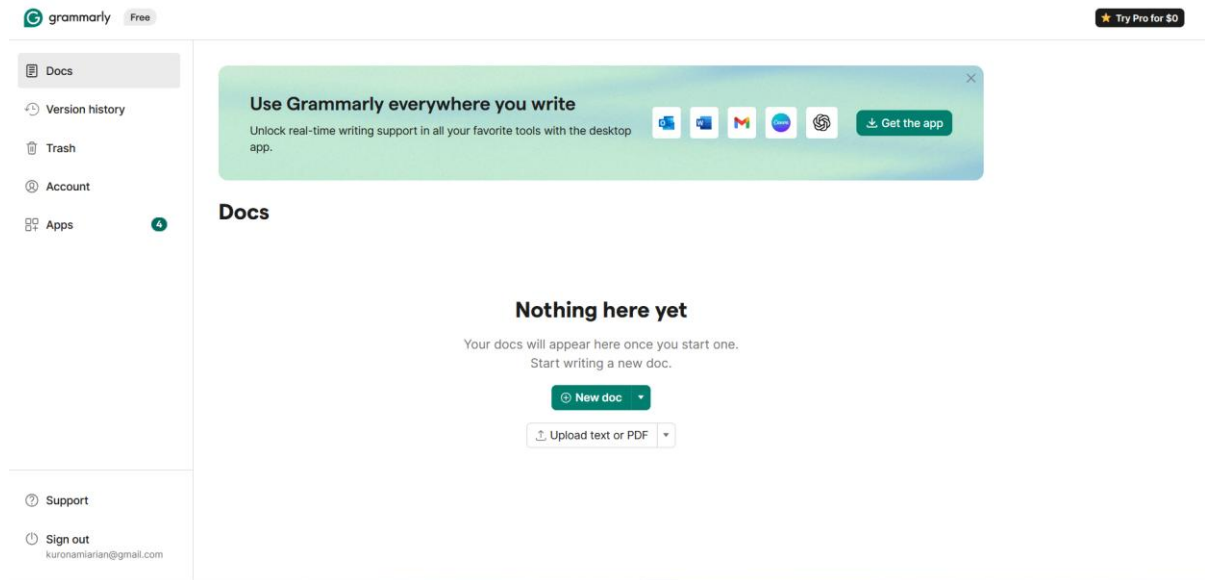 grammarly Free
Try Pro for $0
Docs
Version history
Trash
Account
Apps 4
Use Grammarly everywhere you write
Unlock real-time writing support in all your favorite tools with the desktop
app.
Get the app
Docs
Nothing here yet
Your docs will appear here once you start one.
Start writing a new doc.
New doc
Upload text or PDF
Support
Sign out
kuronamiarian@gmail.com